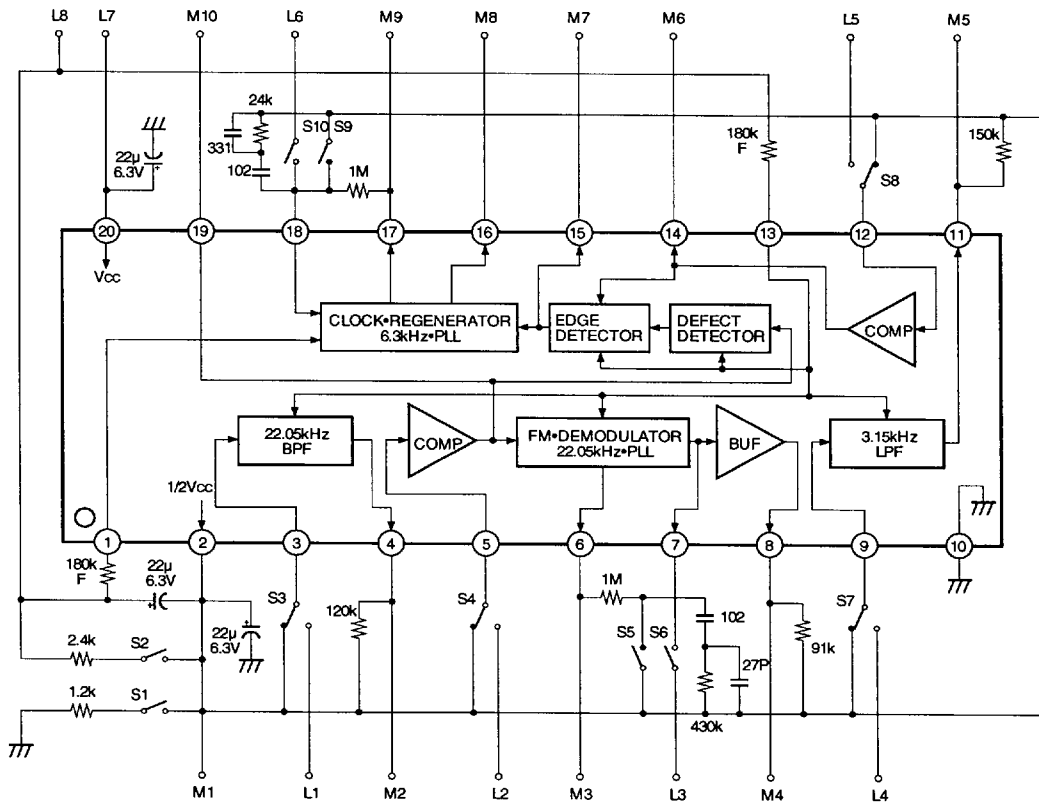 L8 L7 M10 L6 M9 M8 M7 M6 L5 M5
24k
331
102
S10 S9
1M
22μ
6.3V
180k
F
S8
150k
20 19 18 17 16 15 14 13 12 11
VCC
CLOCK•REGENERATOR
6.3kHz•PLL
EDGE
DETECTOR
DEFECT
DETECTOR
COMP
22.05kHz
BPF
COMP
FM•DEMODULATOR
22.05kHz•PLL
BUF
3.15kHz
LPF
1/2VCC
1 2 3 4 5 6 7 8 9 10
180k
F
22μ
6.3V
22μ
6.3V
S3
120k
S4
1M
S5
S6
102
27P
430k
91k
S7
2.4k
S2
1.2k
S1
M1 L1 M2 L2 M3 L3 M4 L4